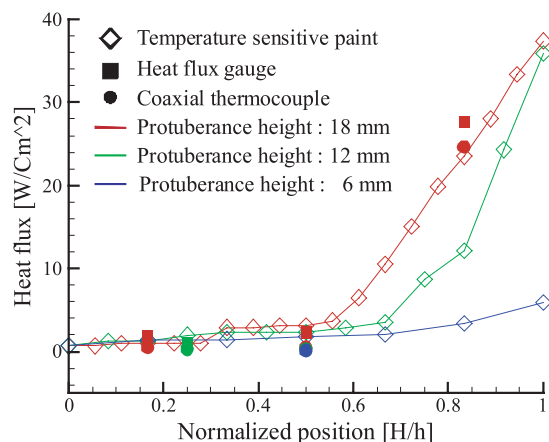 40
30
20
10
0
Heat flux [W/Cm^2]
Temperature sensitive paint
Heat flux gauge
Coaxial thermocouple
Protuberance height : 18 mm
Protuberance height : 12 mm
Protuberance height : 6 mm
0 0.2 0.4 0.6 0.8 1
Normalized position [H/h]